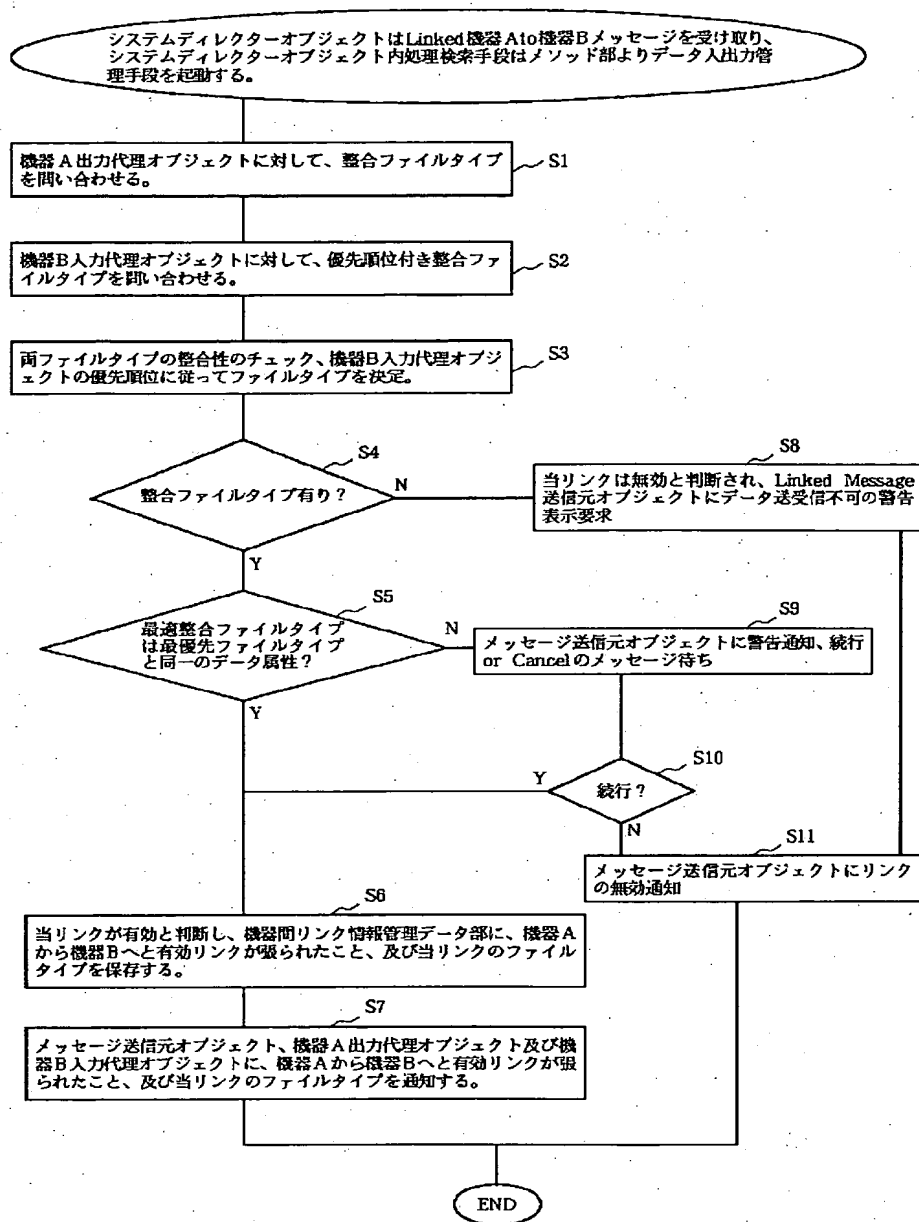 システムディレクターオブジェクトはLinked機器Ato機器Bメッセージを受け取り、
システムディレクターオブジェクト内処理検索手段はメソッド部よりデータ入出力管
理手段を起動する。
機器A出力代理オブジェクトに対して、整合ファイルタイプ
を問い合わせる。
S1
機器B入力代理オブジェクトに対して、優先順位付き整合ファ
イルタイプを問い合わせる。
S2
両ファイルタイプの整合性のチェック、機器B入力代理オブジ
ェクトの優先順位に従ってファイルタイプを決定。
S3
S4
整合ファイルタイプ有り?
N
Y
S8
当リンクは無効と判断され、Linked Message
送信元オブジェクトにデータ送受信不可の警告
表示要求
S5
最適整合ファイルタイプ
は最優先ファイルタイプ
と同一のデータ属性?
N
Y
S9
メッセージ送信元オブジェクトに警告通知、続行
or Cancelのメッセージ待ち
S10
続行?
Y
N
S11
メッセージ送信元オブジェクトにリンク
の無効通知
S6
当リンクが有効と判断し、機器間リンク情報管理データ部に、機器A
から機器Bへと有効リンクが張られたこと、及び当リンクのファイル
タイプを保存する。
S7
メッセージ送信元オブジェクト、機器A出力代理オブジェクト及び機
器B入力代理オブジェクトに、機器Aから機器Bへと有効リンクが張
られたこと、及び当リンクのファイルタイプを通知する。
END